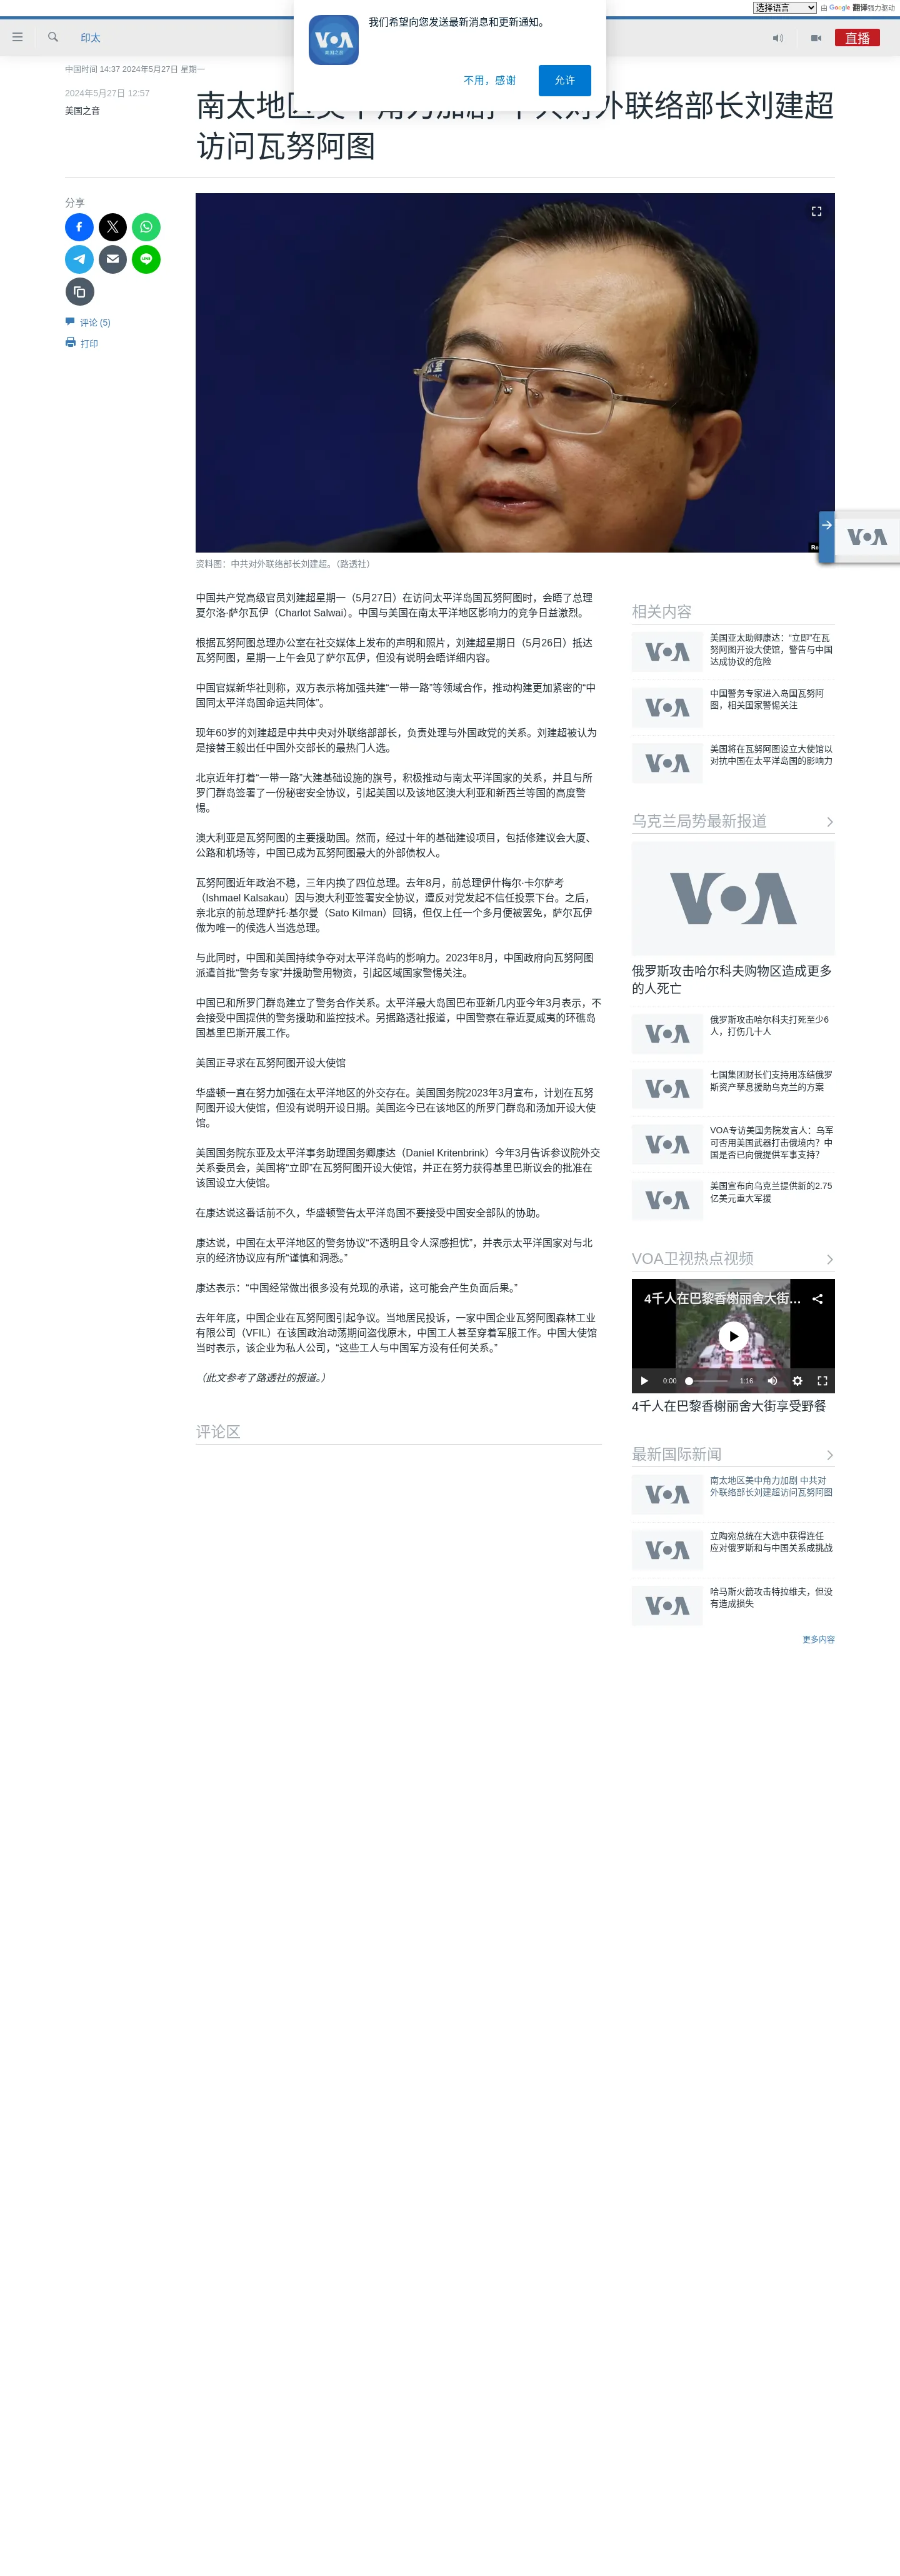 选择语言 由 Google 翻译强力驱动
我们希望向您发送最新消息和更新通知。
VOA
美国之音
不用，感谢
允许
印太
直播
中国时间 14:37 2024年5月27日 星期一
2024年5月27日 12:57
美国之音
南太地区美中角力加剧 中共对外联络部长刘建超
访问瓦努阿图
分享
评论 (5)
打印
VOA
资料图：中共对外联络部长刘建超。（路透社）
中国共产党高级官员刘建超星期一（5月27日）在访问太平洋岛国瓦努阿图时，会晤了总理
夏尔洛·萨尔瓦伊（Charlot Salwai）。中国与美国在南太平洋地区影响力的竞争日益激烈。
根据瓦努阿图总理办公室在社交媒体上发布的声明和照片，刘建超星期日（5月26日）抵达
瓦努阿图，星期一上午会见了萨尔瓦伊，但没有说明会晤详细内容。
中国官媒新华社则称，双方表示将加强共建“一带一路”等领域合作，推动构建更加紧密的“中
国同太平洋岛国命运共同体”。
现年60岁的刘建超是中共中央对外联络部部长，负责处理与外国政党的关系。刘建超被认为
是接替王毅出任中国外交部长的最热门人选。
北京近年打着“一带一路”大建基础设施的旗号，积极推动与南太平洋国家的关系，并且与所
罗门群岛签署了一份秘密安全协议，引起美国以及该地区澳大利亚和新西兰等国的高度警
惕。
澳大利亚是瓦努阿图的主要援助国。然而，经过十年的基础建设项目，包括修建议会大厦、
公路和机场等，中国已成为瓦努阿图最大的外部债权人。
瓦努阿图近年政治不稳，三年内换了四位总理。去年8月，前总理伊什梅尔·卡尔萨考
（Ishmael Kalsakau）因与澳大利亚签署安全协议，遭反对党发起不信任投票下台。之后，
亲北京的前总理萨托·基尔曼（Sato Kilman）回锅，但仅上任一个多月便被罢免，萨尔瓦伊
做为唯一的候选人当选总理。
与此同时，中国和美国持续争夺对太平洋岛屿的影响力。2023年8月，中国政府向瓦努阿图
派遣首批“警务专家”并援助警用物资，引起区域国家警惕关注。
中国已和所罗门群岛建立了警务合作关系。太平洋最大岛国巴布亚新几内亚今年3月表示，不
会接受中国提供的警务援助和监控技术。另据路透社报道，中国警察在靠近夏威夷的环礁岛
国基里巴斯开展工作。
美国正寻求在瓦努阿图开设大使馆
华盛顿一直在努力加强在太平洋地区的外交存在。美国国务院2023年3月宣布，计划在瓦努
阿图开设大使馆，但没有说明开设日期。美国迄今已在该地区的所罗门群岛和汤加开设大使
馆。
美国国务院东亚及太平洋事务助理国务卿康达（Daniel Kritenbrink）今年3月告诉参议院外交
关系委员会，美国将“立即”在瓦努阿图开设大使馆，并正在努力获得基里巴斯议会的批准在
该国设立大使馆。
在康达说这番话前不久，华盛顿警告太平洋岛国不要接受中国安全部队的协助。
康达说，中国在太平洋地区的警务协议“不透明且令人深感担忧”，并表示太平洋国家对与北
京的经济协议应有所“谨慎和洞悉。”
康达表示：“中国经常做出很多没有兑现的承诺，这可能会产生负面后果。”
去年年底，中国企业在瓦努阿图引起争议。当地居民投诉，一家中国企业瓦努阿图森林工业
有限公司（VFIL）在该国政治动荡期间盗伐原木，中国工人甚至穿着军服工作。中国大使馆
当时表示，该企业为私人公司，“这些工人与中国军方没有任何关系。”
（此文参考了路透社的报道。）
评论区
相关内容
VOA
美国亚太助卿康达：“立即”在瓦
努阿图开设大使馆，警告与中国
达成协议的危险
VOA
中国警务专家进入岛国瓦努阿
图，相关国家警惕关注
VOA
美国将在瓦努阿图设立大使馆以
对抗中国在太平洋岛国的影响力
乌克兰局势最新报道
VOA
俄罗斯攻击哈尔科夫购物区造成更多
的人死亡
VOA
俄罗斯攻击哈尔科夫打死至少6
人，打伤几十人
VOA
七国集团财长们支持用冻结俄罗
斯资产孳息援助乌克兰的方案
VOA
VOA专访美国务院发言人：乌军
可否用美国武器打击俄境内？中
国是否已向俄提供军事支持？
VOA
美国宣布向乌克兰提供新的2.75
亿美元重大军援
VOA卫视热点视频
4千人在巴黎香榭丽舍大街...
0:00 1:16
4千人在巴黎香榭丽舍大街享受野餐
最新国际新闻
VOA
南太地区美中角力加剧 中共对
外联络部长刘建超访问瓦努阿图
VOA
立陶宛总统在大选中获得连任
应对俄罗斯和与中国关系成挑战
VOA
哈马斯火箭攻击特拉维夫，但没
有造成损失
更多内容